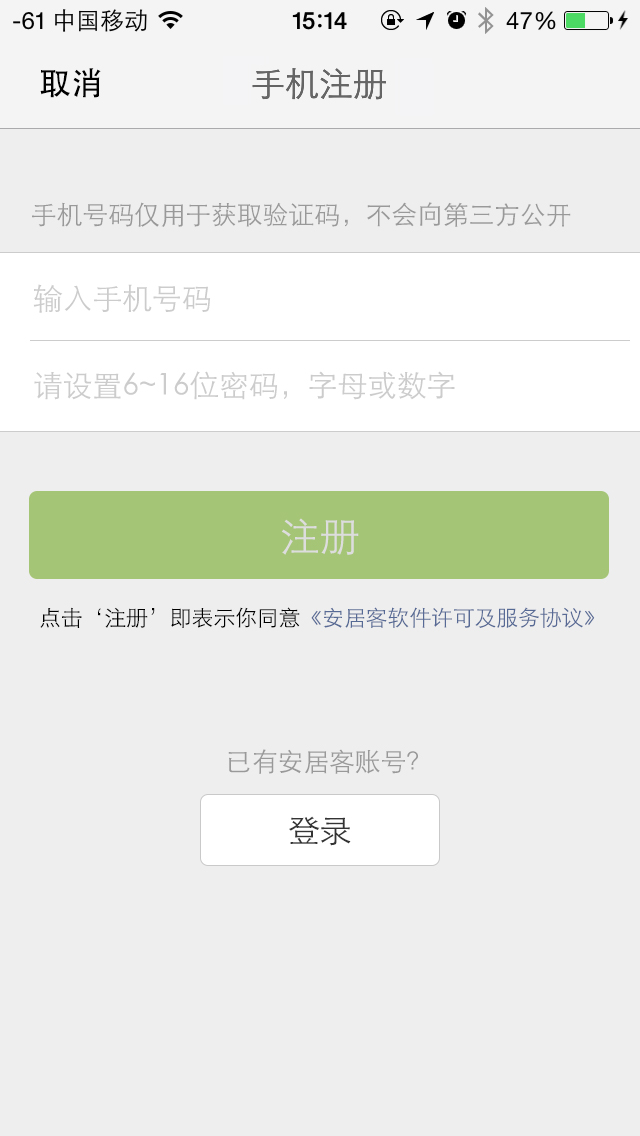 -61 中国移动 15:14 47%
取消 手机注册
手机号码仅用于获取验证码，不会向第三方公开
输入手机号码
请设置6~16位密码，字母或数字
注册
点击‘注册’即表示你同意《安居客软件许可及服务协议》
已有安居客账号?
登录